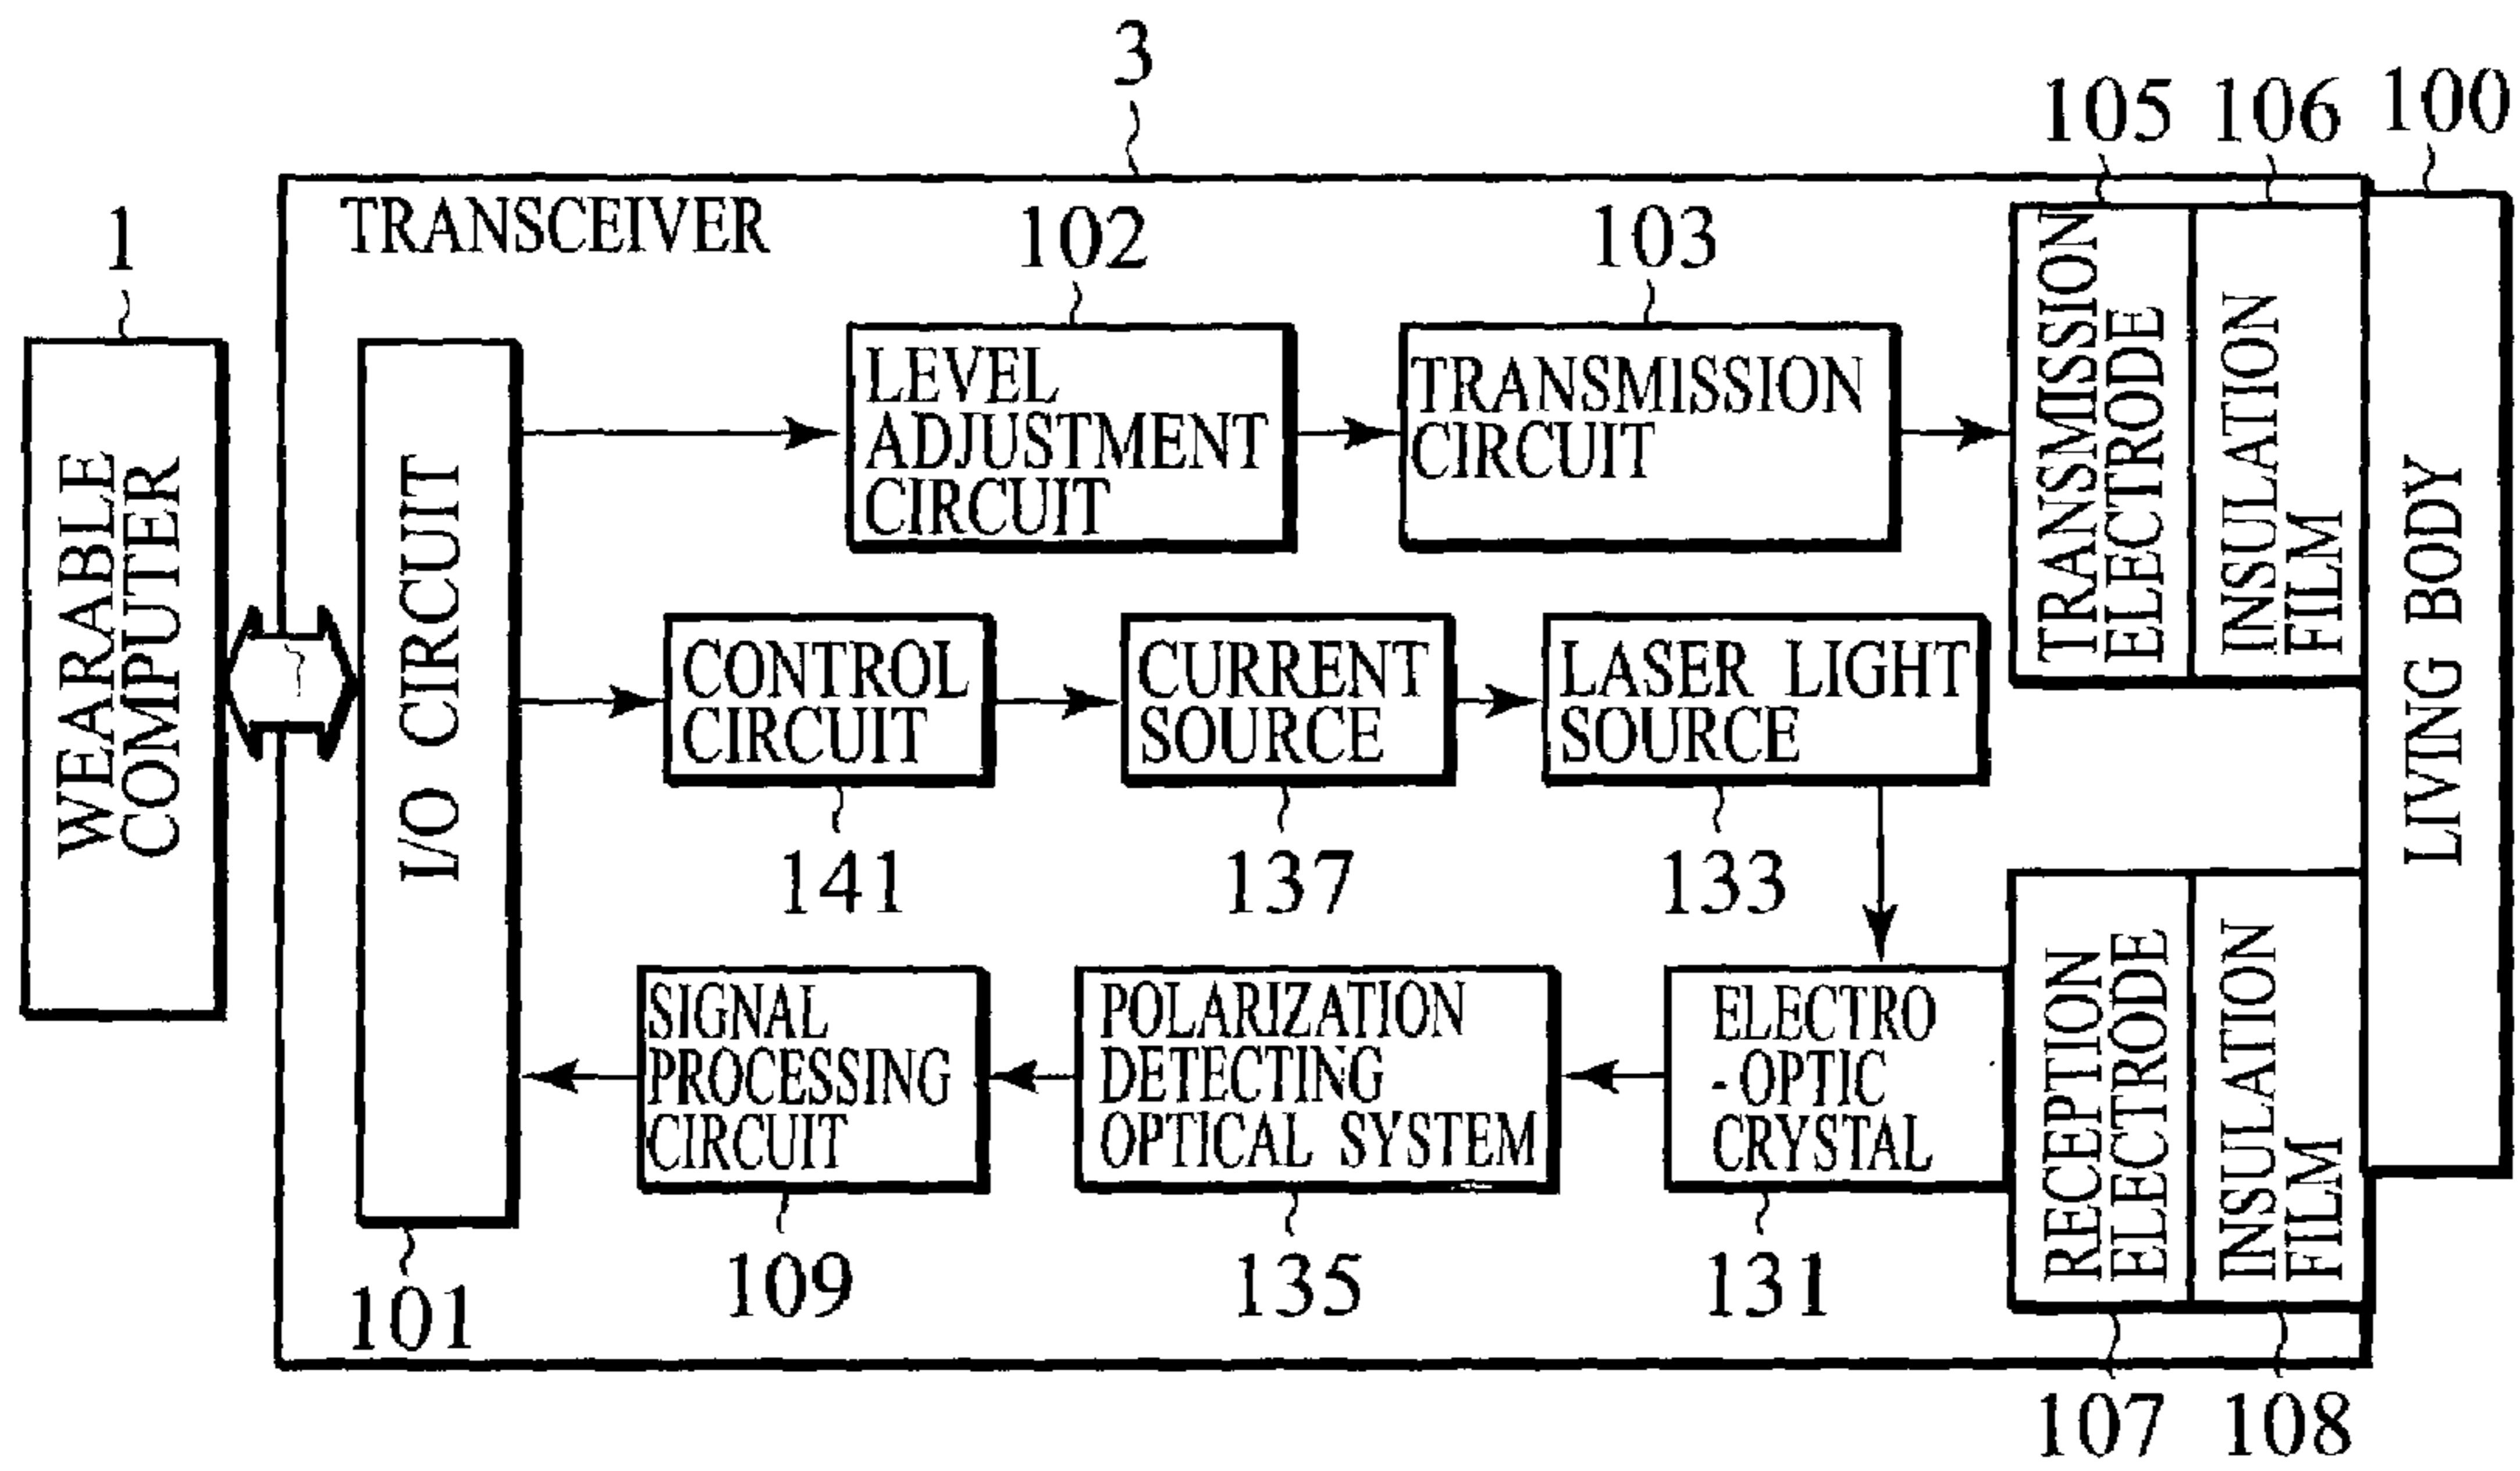 3
105 106 100
TRANSCEIVER
1
102
103
WEARABLE
COMPUTER
I/O CIRCUIT
LEVEL
ADJUSTMENT
CIRCUIT
TRANSMISSION
CIRCUIT
TRANSMISSION
ELECTRODE
INSULATION
FILM
LIVING BODY
CONTROL
CIRCUIT
CURRENT
SOURCE
LASER LIGHT
SOURCE
141
137
133
SIGNAL
PROCESSING
CIRCUIT
POLARIZATION
DETECTING
OPTICAL SYSTEM
ELECTRO
-OPTIC
CRYSTAL
RECEPTION
ELECTRODE
INSULATION
FILM
101
109
135
131
107
108